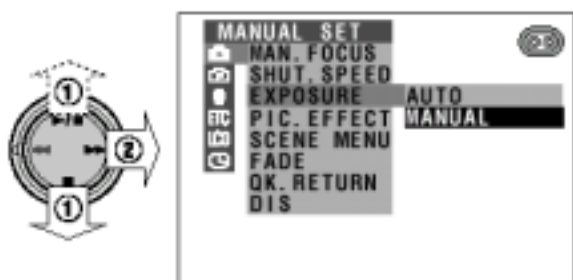 MANUAL SET
MAN. FOCUS
SHUT. SPEED
EXPOSURE AUTO
ETC PIC. EFFECT MANUAL
SCENE MENU
FADE
QK. RETURN
DIS
①
②
①